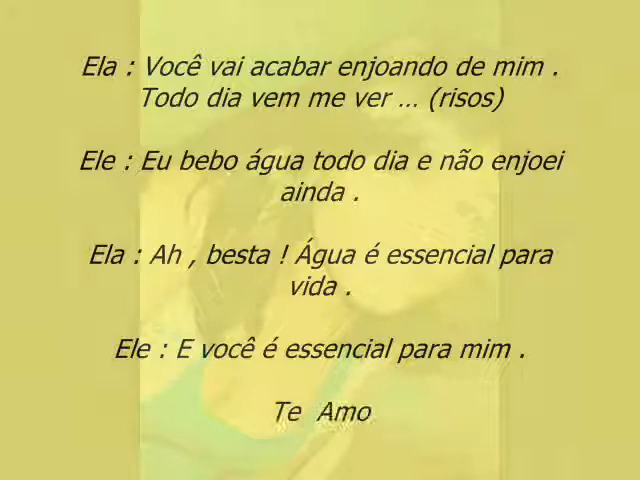 Ela : Você vai acabar enjoando de mim .
Todo dia vem me ver ... (risos)
Ele : Eu bebo água todo dia e não enjoei
ainda .
Ela : Ah , besta ! Água é essencial para
vida .
Ele : E você é essencial para mim .
Te Amo